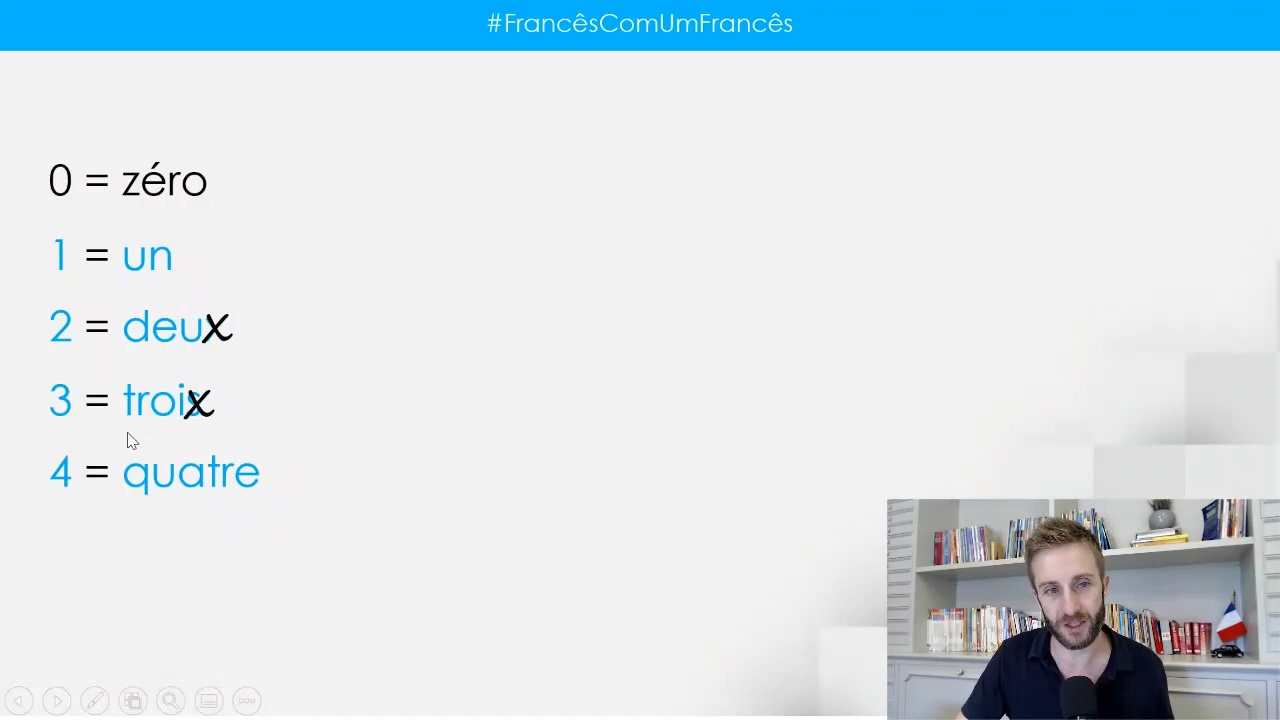 #FrancêsComUmFrancês
0 = zéro
1 = un
2 = deux
3 = trois
4 = quatre